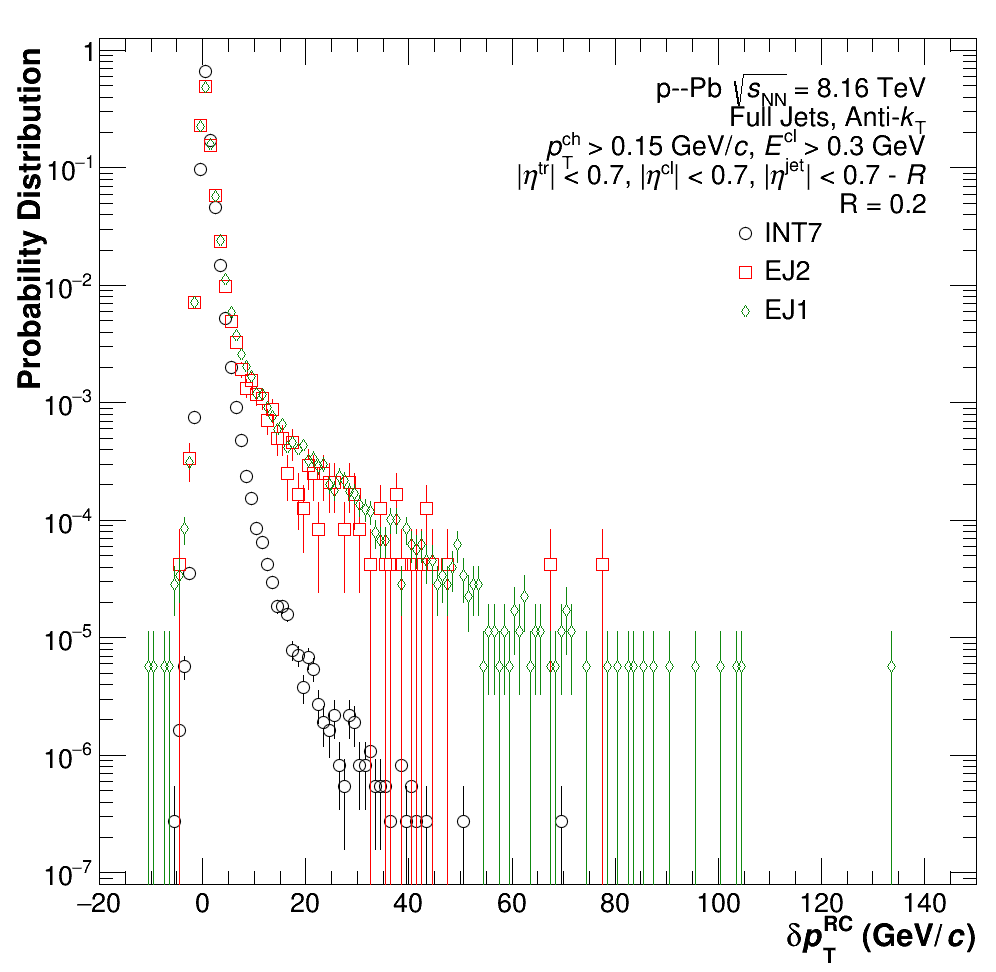 Probability Distribution
1
10⁻¹
10⁻²
10⁻³
10⁻⁴
10⁻⁵
10⁻⁶
10⁻⁷
p--Pb √s_NN = 8.16 TeV
Full Jets, Anti-k_T
p_T^ch > 0.15 GeV/c, E^cl > 0.3 GeV
|η^tr| < 0.7, |η^cl| < 0.7, |η^jet| < 0.7 - R
R = 0.2
INT7
EJ2
EJ1
−20 0 20 40 60 80 100 120 140
δp_T^RC (GeV/c)